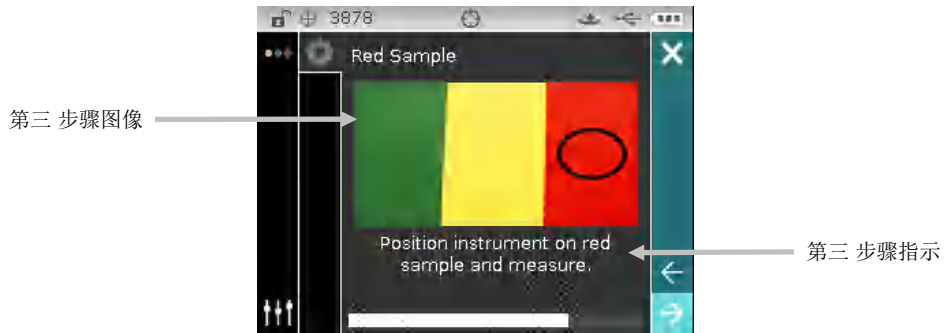 3878
Red Sample
第三 步骤图像
Position instrument on red
sample and measure.
第三 步骤指示